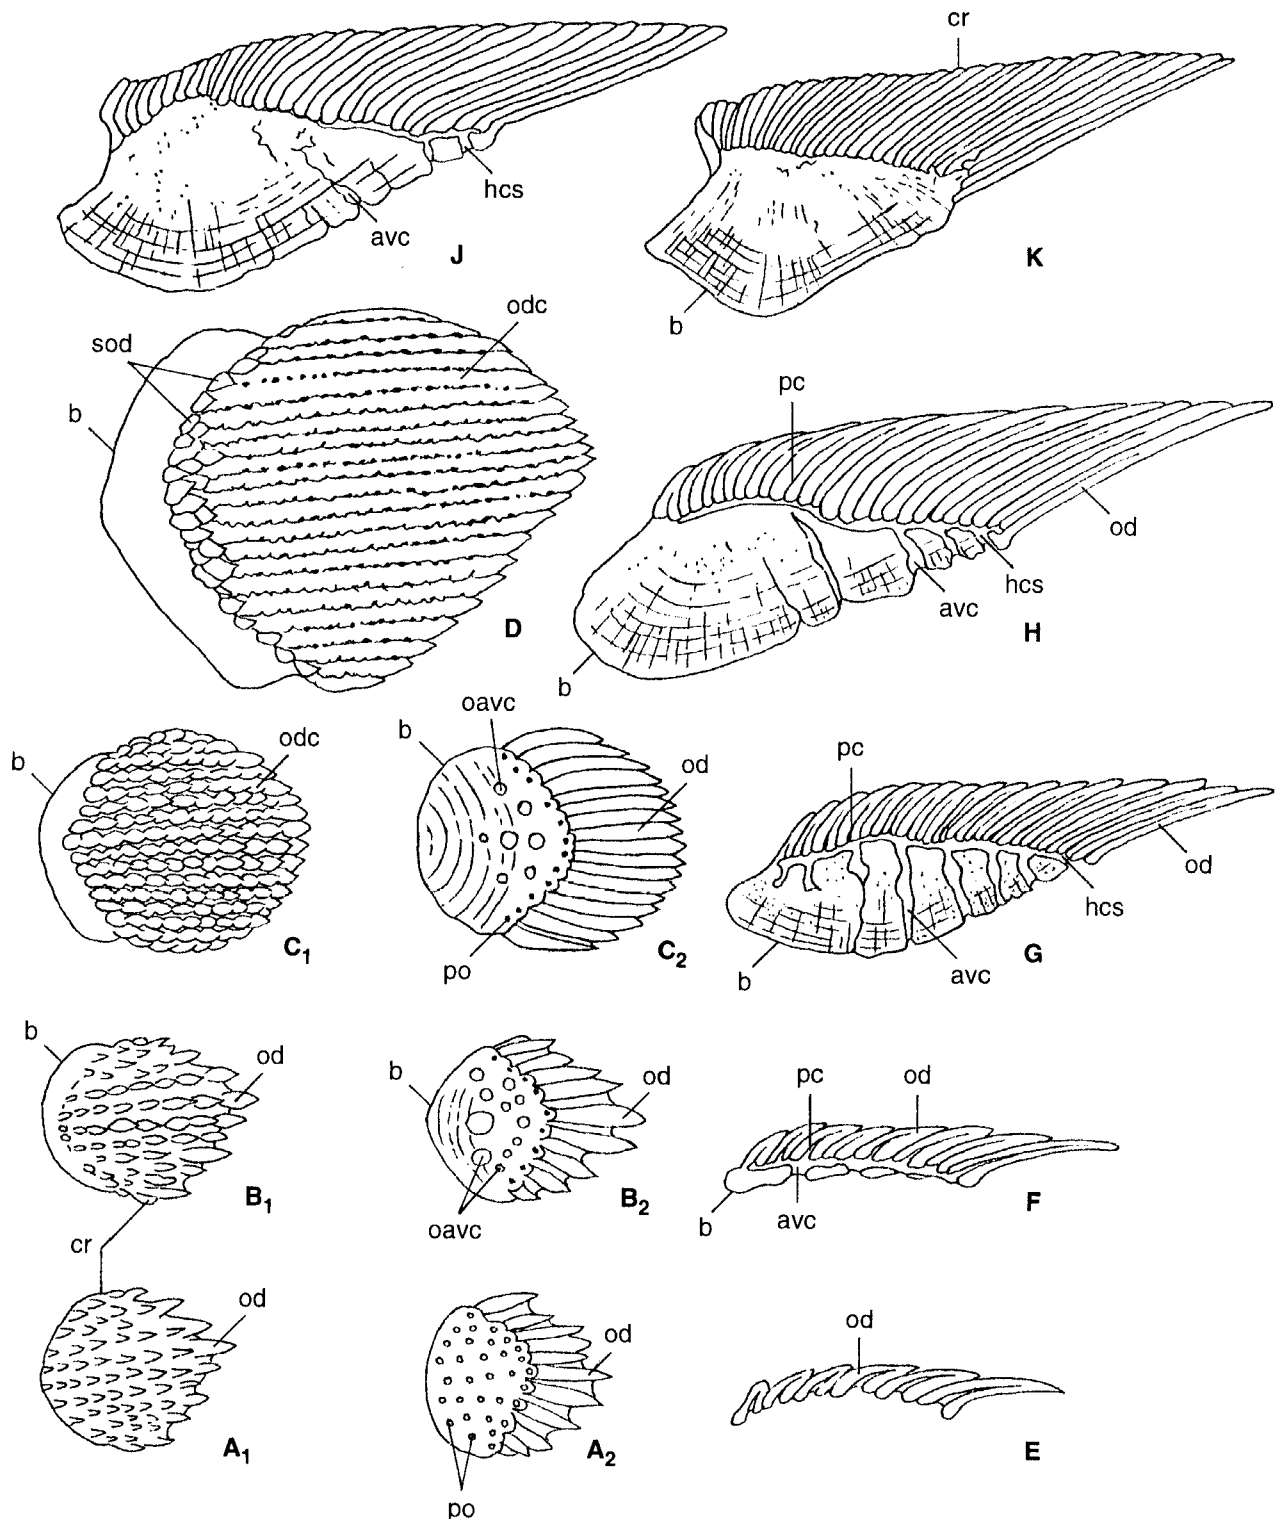 cr
hcs
avc
J
K
b
odc
sod
b
pc
od
hcs
avc
D
H
b
oavc
b
odc
b
od
pc
od
hcs
C₁
C₂
po
avc
G
b
b
od
b
od
pc
od
B₁
B₂
oavc
b
avc
F
cr
od
od
od
A₁
A₂
E
po